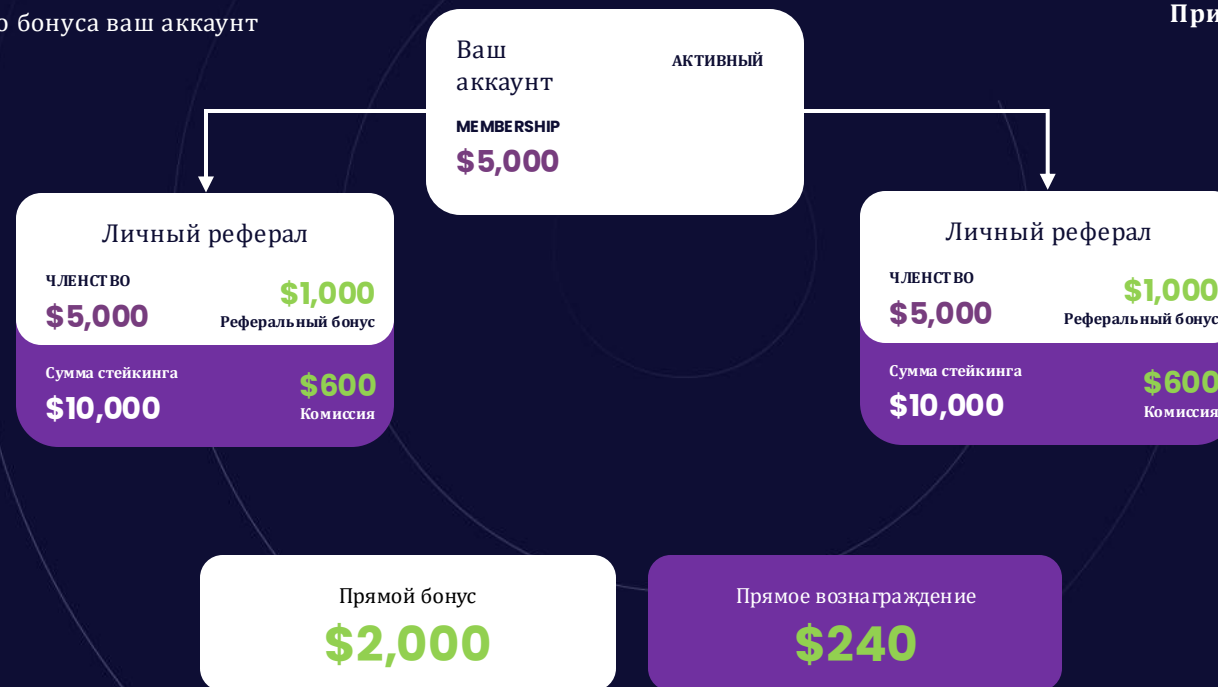 о бонуса ваш аккаунт
При
Ваш
аккаунт
АКТИВНЫЙ
MEMBERSHIP
$5,000
Личный реферал
ЧЛЕНСТВО
$5,000
$1,000
Реферальный бонус
Сумма стейкинга
$10,000
$600
Комиссия
Личный реферал
ЧЛЕНСТВО
$5,000
$1,000
Реферальный бонус
Сумма стейкинга
$10,000
$600
Комиссия
Прямой бонус
$2,000
Прямое вознаграждение
$240